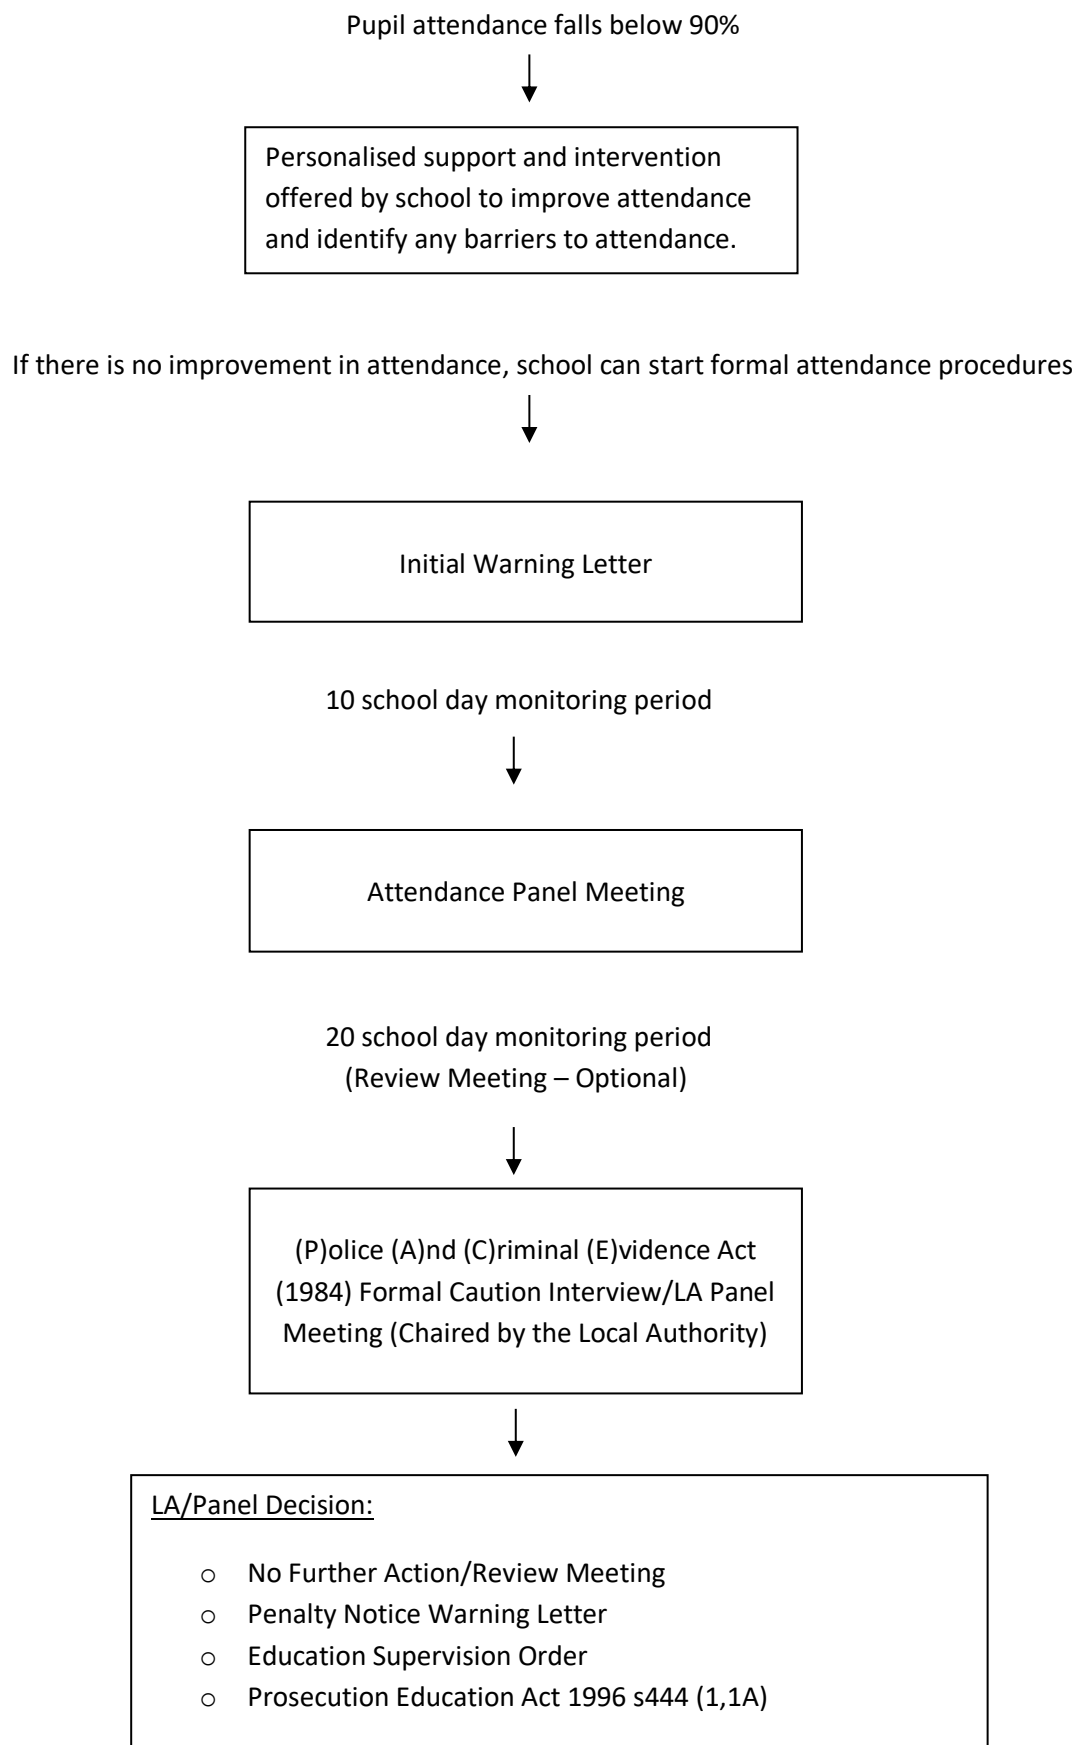 Pupil attendance falls below 90%
Personalised support and intervention
offered by school to improve attendance
and identify any barriers to attendance.
If there is no improvement in attendance, school can start formal attendance procedures
Initial Warning Letter
10 school day monitoring period
Attendance Panel Meeting
20 school day monitoring period
(Review Meeting – Optional)
(P)olice (A)nd (C)riminal (E)vidence Act
(1984) Formal Caution Interview/LA Panel
Meeting (Chaired by the Local Authority)
LA/Panel Decision:
o No Further Action/Review Meeting
o Penalty Notice Warning Letter
o Education Supervision Order
o Prosecution Education Act 1996 s444 (1,1A)